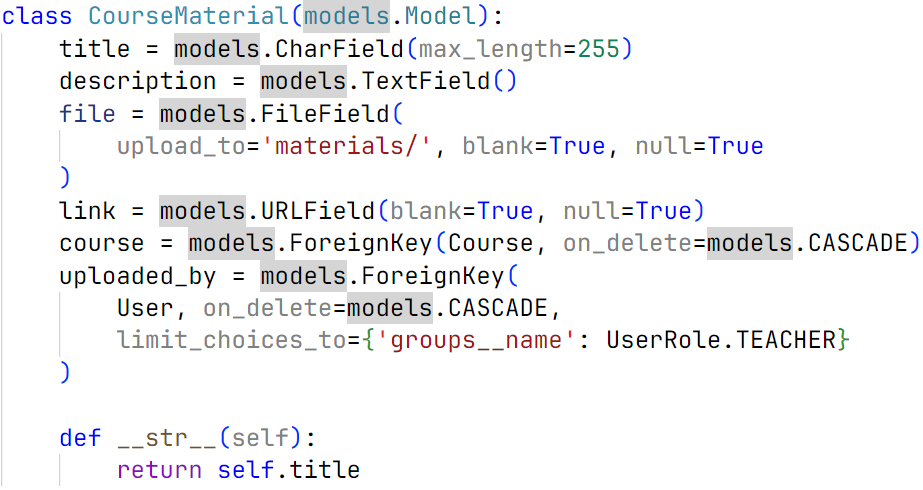 class CourseMaterial(models.Model):
    title = models.CharField(max_length=255)
    description = models.TextField()
    file = models.FileField(
        upload_to='materials/', blank=True, null=True
    )
    link = models.URLField(blank=True, null=True)
    course = models.ForeignKey(Course, on_delete=models.CASCADE)
    uploaded_by = models.ForeignKey(
        User, on_delete=models.CASCADE,
        limit_choices_to={'groups__name': UserRole.TEACHER}
    )

    def __str__(self):
        return self.title